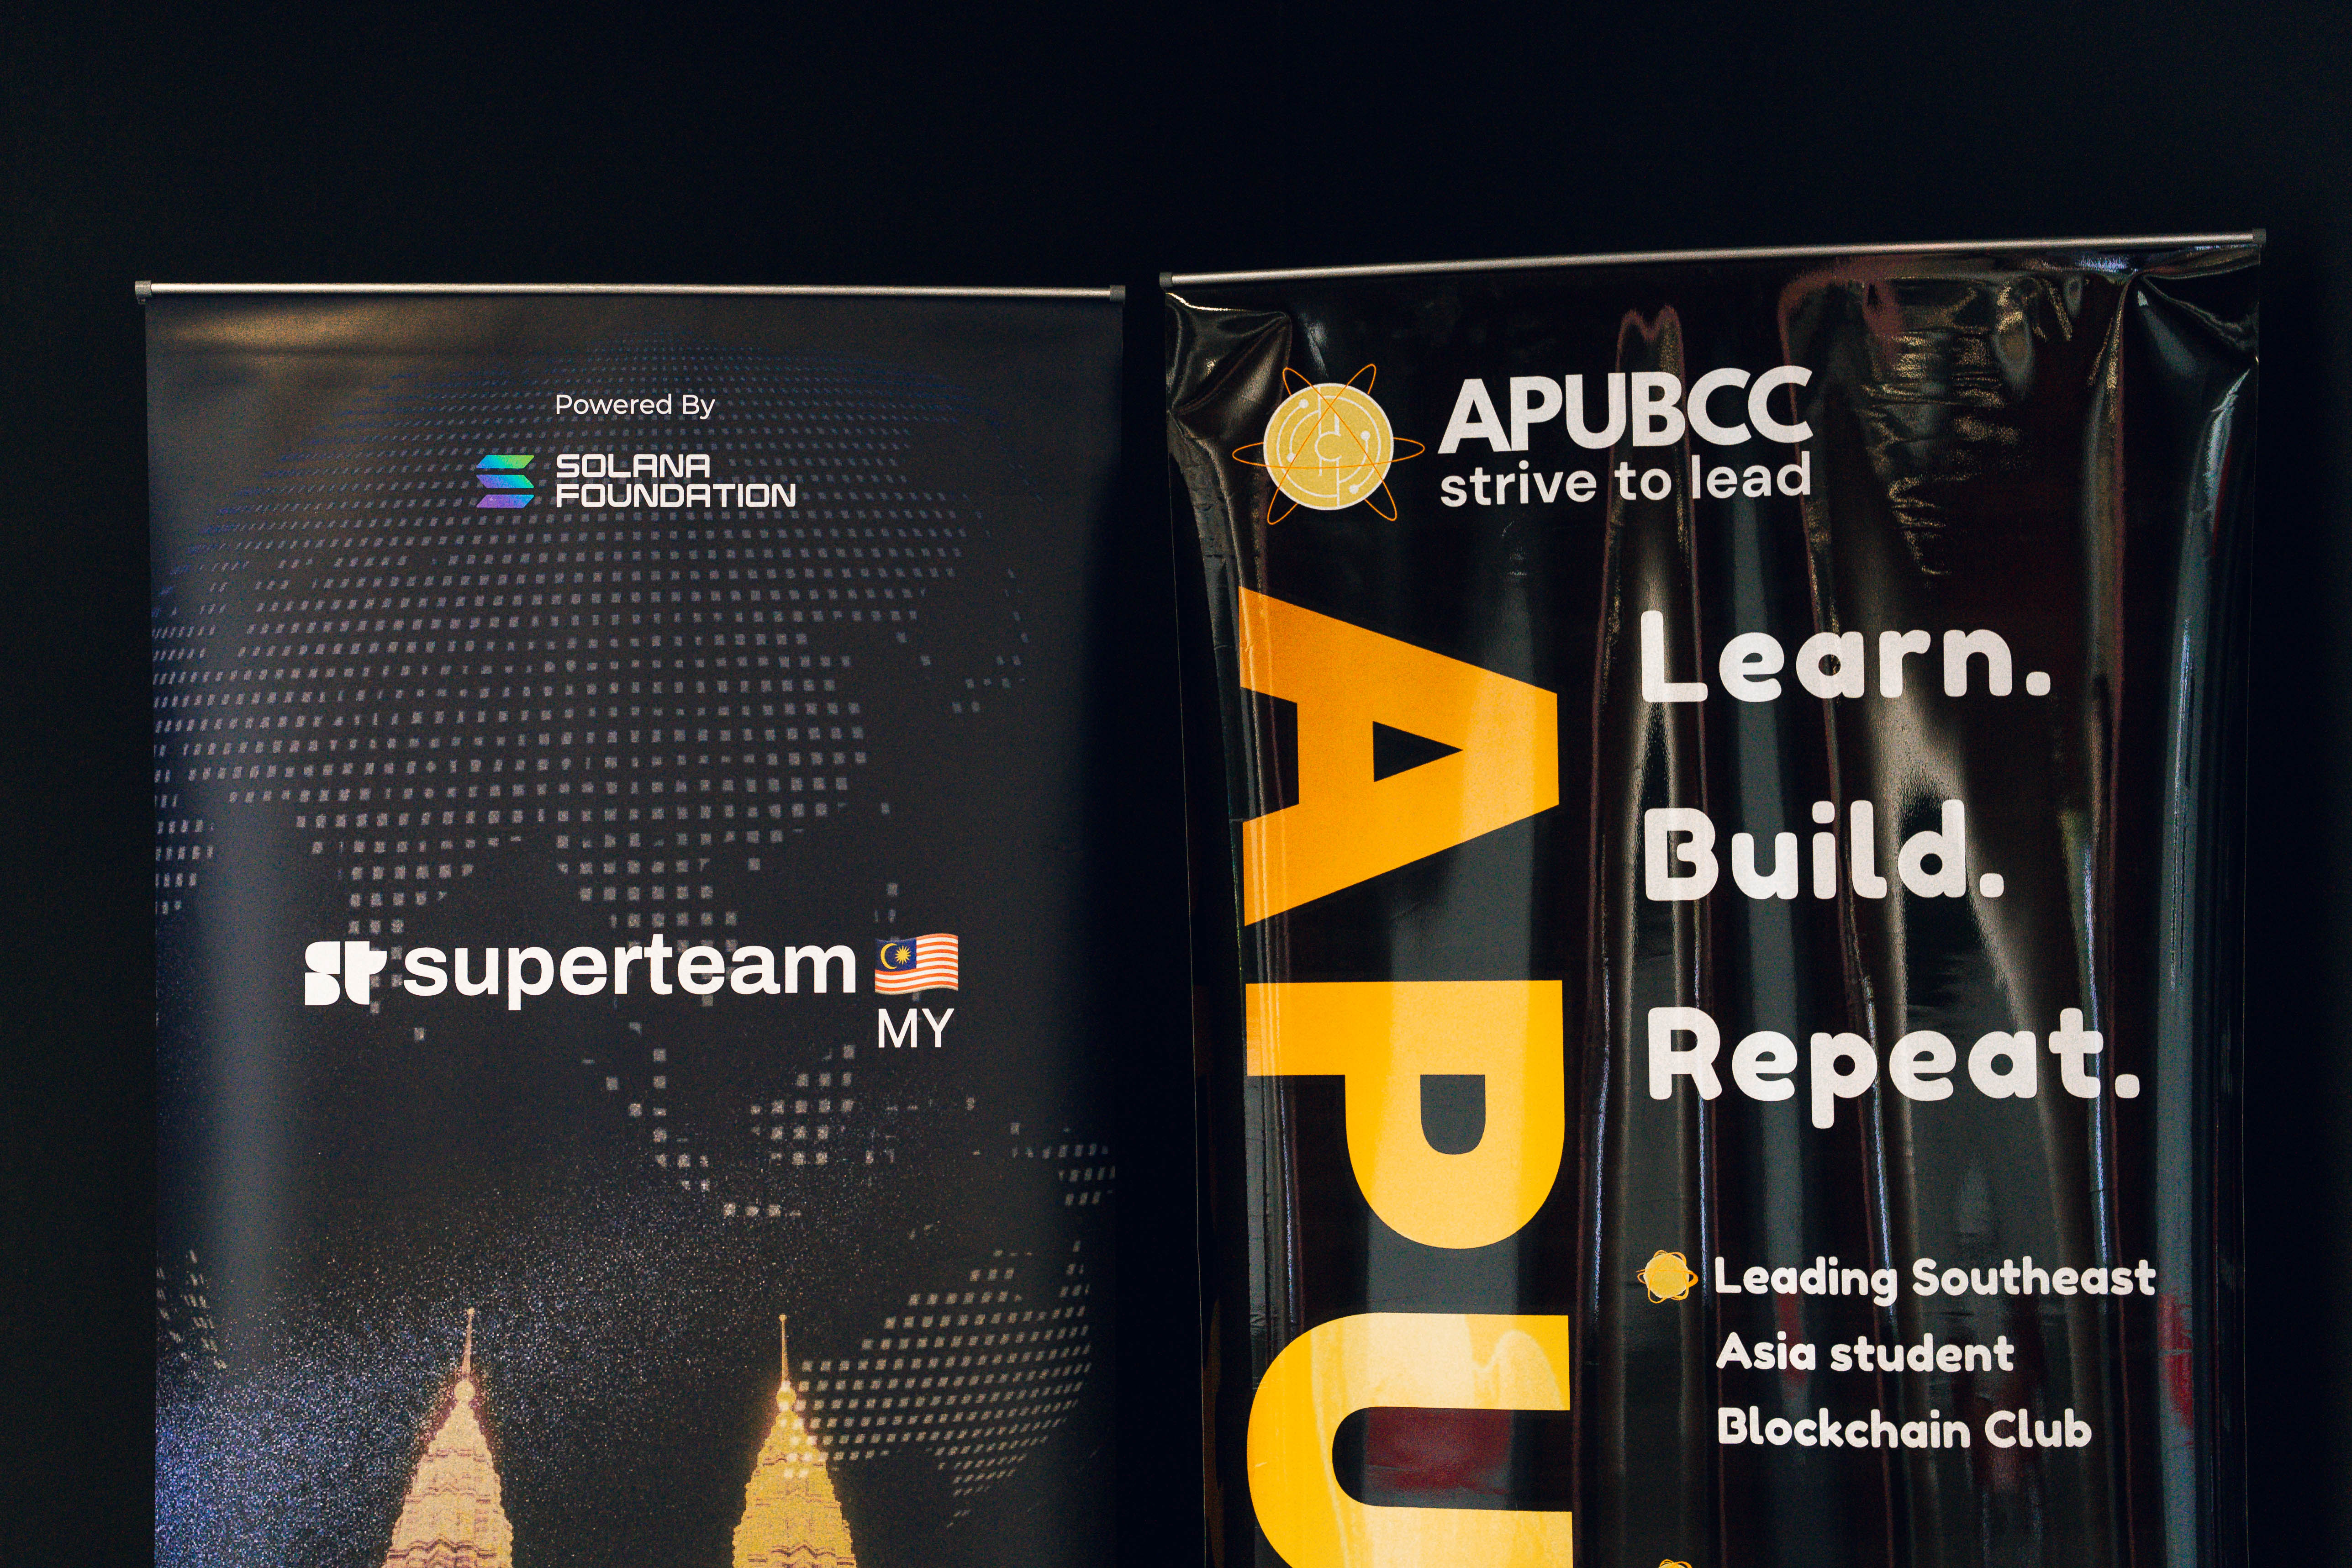 Powered By
SOLANA
FOUNDATION
superteam
MY
APUBCC
strive to lead
APU
Learn.
Build.
Repeat.
Leading Southeast
Asia student
Blockchain Club